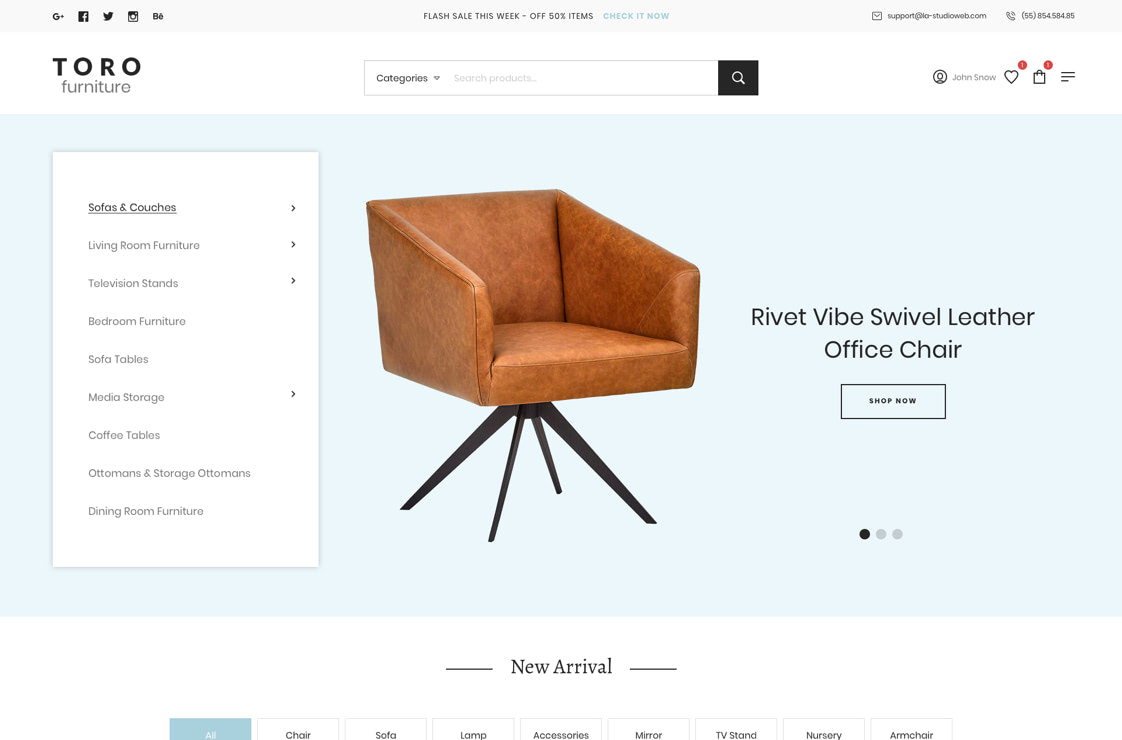 G+
Bē
FLASH SALE THIS WEEK - OFF 50% ITEMS CHECK IT NOW
support@la-studioweb.com
(55) 854.584.85
TORO
furniture
Categories
Search products...
John Snow
1
1
Sofas & Couches
Living Room Furniture
Television Stands
Bedroom Furniture
Sofa Tables
Media Storage
Coffee Tables
Ottomans & Storage Ottomans
Dining Room Furniture
Rivet Vibe Swivel Leather
Office Chair
SHOP NOW
New Arrival
All
Chair
Sofa
Lamp
Accessories
Mirror
TV Stand
Nursery
Armchair